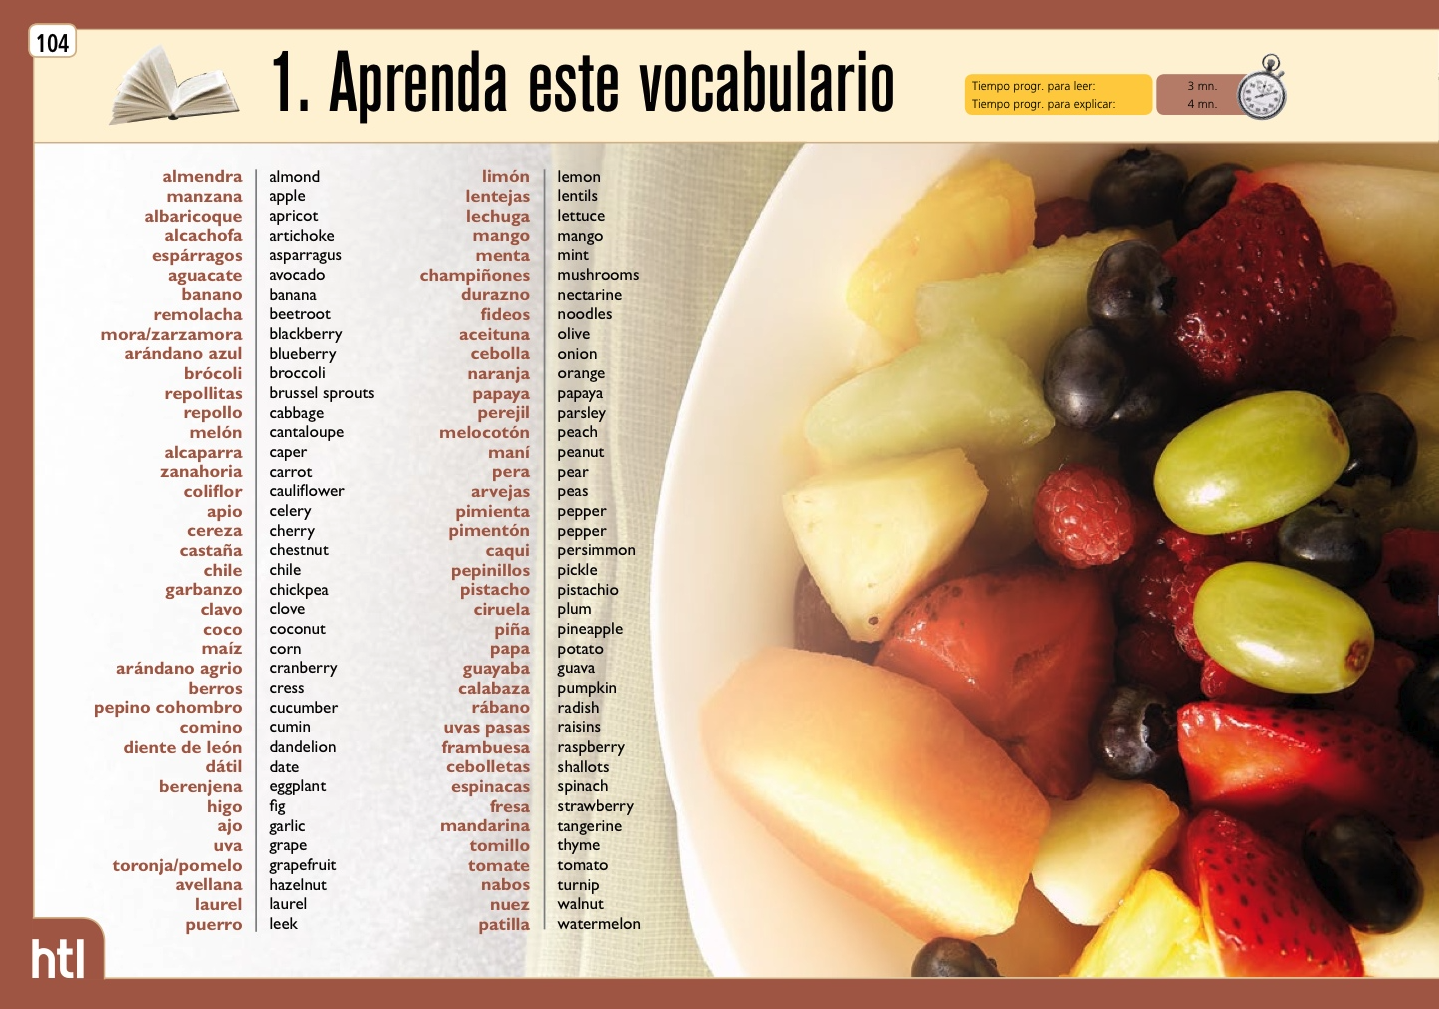 104
1. Aprenda este vocabulario
Tiempo progr. para leer: 3 mn.
Tiempo progr. para explicar: 4 mn.
almendra almond
manzana apple
albaricoque apricot
alcachofa artichoke
espárragos asparragus
aguacate avocado
banano banana
remolacha beetroot
mora/zarzamora blackberry
arándano azul blueberry
brócoli broccoli
repollitas brussel sprouts
repollo cabbage
melón cantaloupe
alcaparra caper
zanahoria carrot
coliflor cauliflower
apio celery
cereza cherry
castaña chestnut
chile chile
garbanzo chickpea
clavo clove
coco coconut
maíz corn
arándano agrio cranberry
berros cress
pepino cohombro cucumber
comino cumin
diente de león dandelion
dátil date
berenjena eggplant
higo fig
ajo garlic
uva grape
toronja/pomelo grapefruit
avellana hazelnut
laurel laurel
puerro leek
limón lemon
lentejas lentils
lechuga lettuce
mango mango
menta mint
champiñones mushrooms
durazno nectarine
fideos noodles
aceituna olive
cebolla onion
naranja orange
papaya papaya
perejil parsley
melocotón peach
maní peanut
pera pear
arvejas peas
pimienta pepper
pimentón pepper
caqui persimmon
pepinillos pickle
pistacho pistachio
ciruela plum
piña pineapple
papa potato
guayaba guava
calabaza pumpkin
rábano radish
uvas pasas raisins
frambuesa raspberry
cebolletas shallots
espinacas spinach
fresa strawberry
mandarina tangerine
tomillo thyme
tomate tomato
nabos turnip
nuez walnut
patilla watermelon
htl